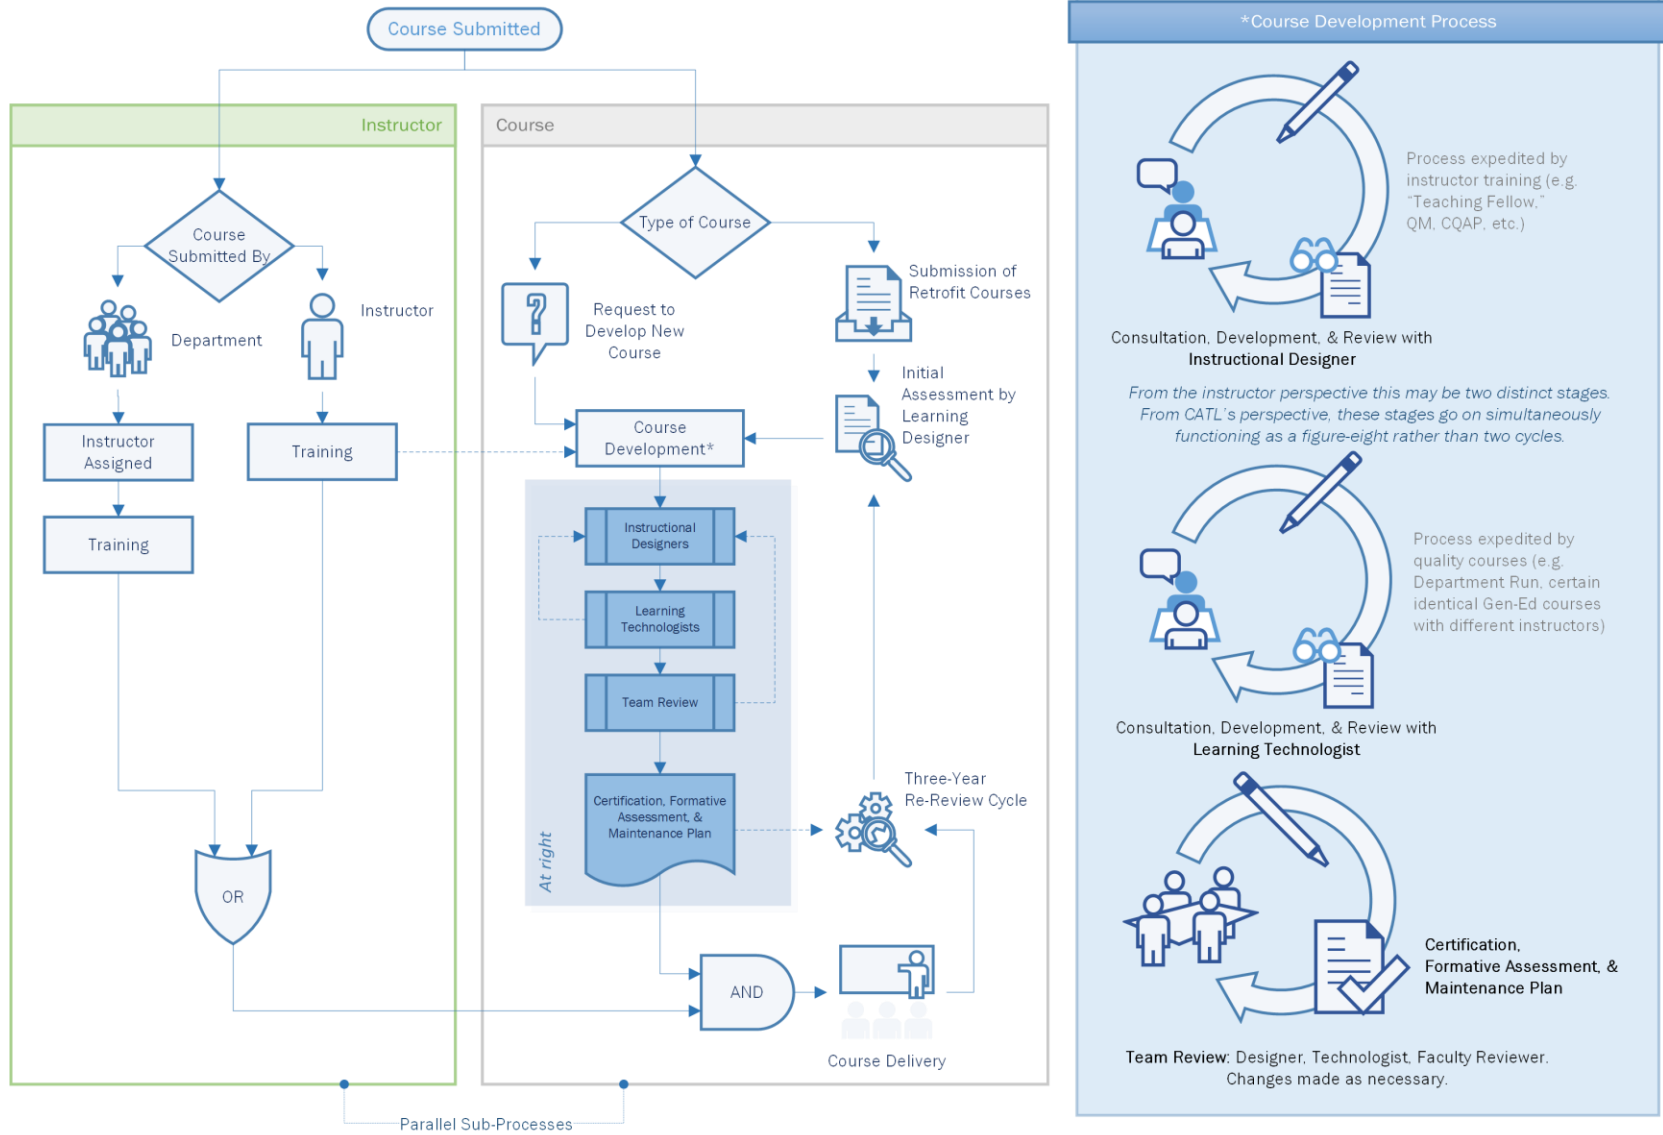 Course Submitted
*Course Development Process
Instructor
Course
Course
Submitted By
Department
Instructor
Instructor
Assigned
Training
Training
OR
Type of Course
Request to
Develop New
Course
Submission of
Retrofit Courses
Initial
Assessment by
Learning
Designer
Course
Development*
Instructional
Designers
Learning
Technologists
Team Review
Certification, Formative
Assessment, &
Maintenance Plan
At right
Three-Year
Re-Review Cycle
AND
Course Delivery
Parallel Sub-Processes
Process expedited by
instructor training (e.g.
"Teaching Fellow,"
QM, CQAP, etc.)
Consultation, Development, & Review with
Instructional Designer
From the instructor perspective this may be two distinct stages.
From CATL's perspective, these stages go on simultaneously
functioning as a figure-eight rather than two cycles.
Process expedited by
quality courses (e.g.
Department Run, certain
identical Gen-Ed courses
with different instructors)
Consultation, Development, & Review with
Learning Technologist
Certification,
Formative Assessment, &
Maintenance Plan
Team Review: Designer, Technologist, Faculty Reviewer.
Changes made as necessary.